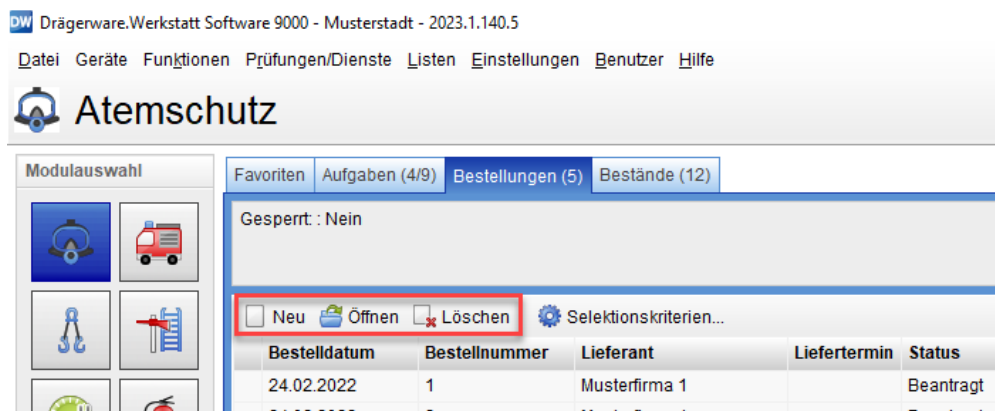 DW Drägerware.Werkstatt Software 9000 - Musterstadt - 2023.1.140.5
Datei Geräte Funktionen Prüfungen/Dienste Listen Einstellungen Benutzer Hilfe
Atemschutz
Modulauswahl
Favoriten Aufgaben (4/9) Bestellungen (5) Bestände (12)
Gesperrt: : Nein
Neu Öffnen Löschen Selektionskriterien...
Bestelldatum Bestellnummer Lieferant Liefertermin Status
24.02.2022 1 Musterfirma 1 Beantragt